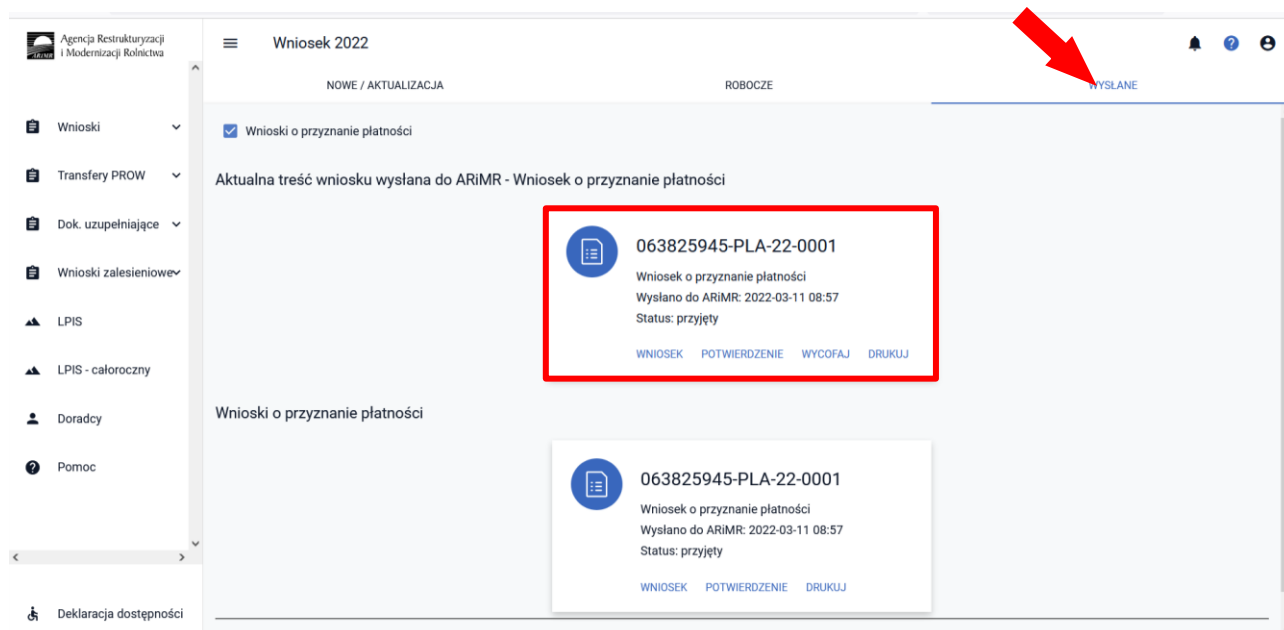 Agencja Restrukturyzacji
i Modernizacji Rolnictwa
ARiMR
Wniosek 2022
NOWE / AKTUALIZACJA
ROBOCZE
WYSŁANE
Wnioski
Transfery PROW
Dok. uzupełniające
Wnioski zalesieniowe
LPIS
LPIS - całoroczny
Doradcy
Pomoc
Deklaracja dostępności
Wnioski o przyznanie płatności
Aktualna treść wniosku wysłana do ARiMR - Wniosek o przyznanie płatności
063825945-PLA-22-0001
Wniosek o przyznanie płatności
Wysłano do ARiMR: 2022-03-11 08:57
Status: przyjęty
WNIOSEK POTWIERDZENIE WYCOFAJ DRUKUJ
Wnioski o przyznanie płatności
063825945-PLA-22-0001
Wniosek o przyznanie płatności
Wysłano do ARiMR: 2022-03-11 08:57
Status: przyjęty
WNIOSEK POTWIERDZENIE DRUKUJ